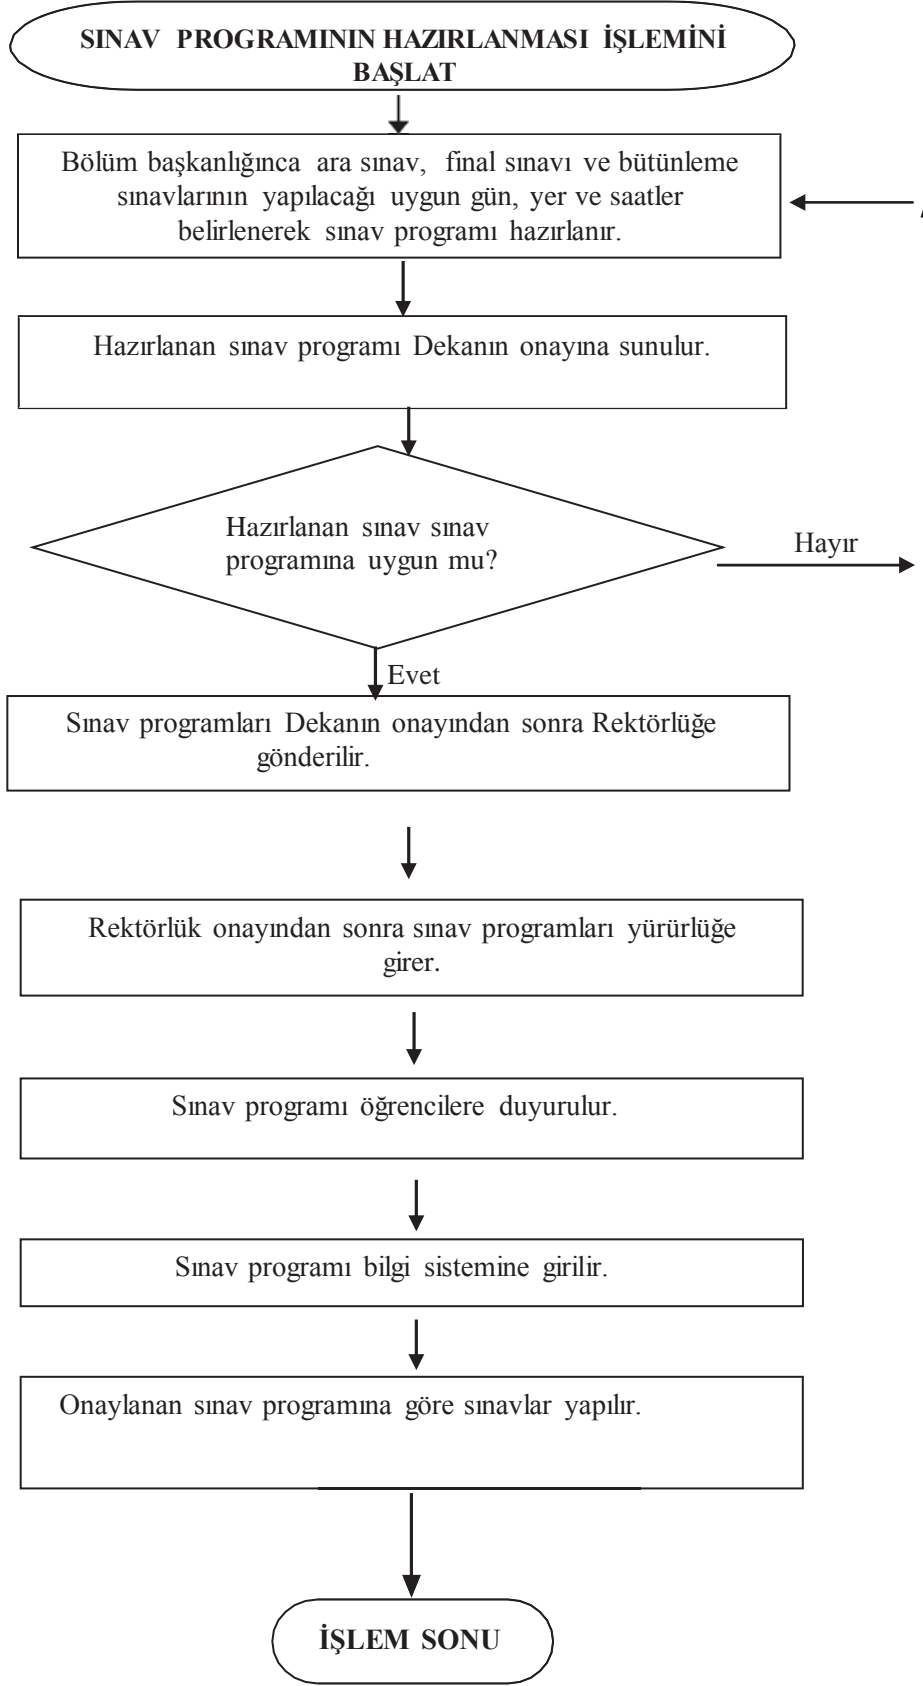 SINAV PROGRAMININ HAZIRLANMASI İŞLEMİNİ
BAŞLAT
Bölüm başkanlığınca ara sınav, final sınavı ve bütünleme
sınavlarının yapılacağı uygun gün, yer ve saatler
belirlenerek sınav programı hazırlanır.
Hazırlanan sınav programı Dekanın onayına sunulur.
Hazırlanan sınav sınav
programına uygun mu?
Hayır
Evet
Sınav programları Dekanın onayından sonra Rektörlüğe
gönderilir.
Rektörlük onayından sonra sınav programları yürürlüğe
girer.
Sınav programı öğrencilere duyurulur.
Sınav programı bilgi sistemine girilir.
Onaylanan sınav programına göre sınavlar yapılır.
İŞLEM SONU